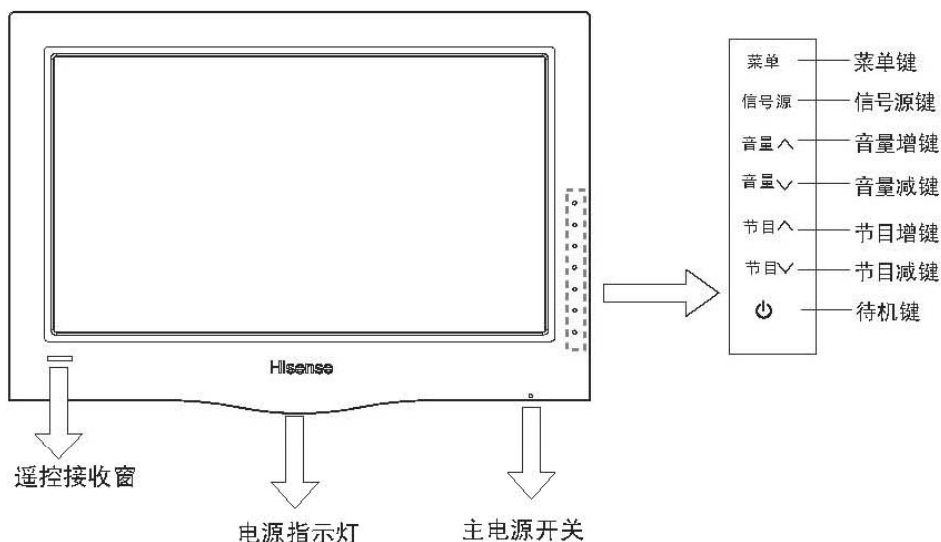 菜单
菜单键
信号源
信号源键
音量∧
音量增键
音量∨
音量减键
节目∧
节目增键
节目∨
节目减键
待机键
Hisense
遥控接收窗
电源指示灯
主电源开关